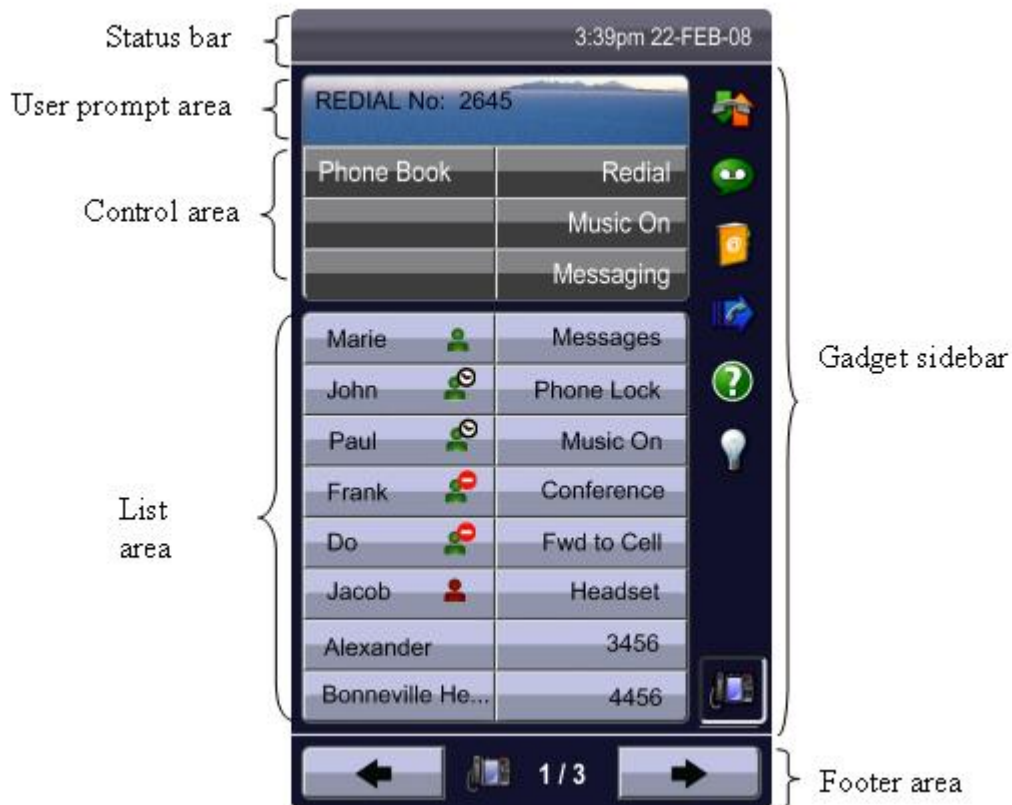 Status bar
3:39pm 22-FEB-08
User prompt area
REDIAL No: 2645
Control area
Phone Book Redial
Music On
Messaging
List
area
Marie Messages
John Phone Lock
Paul Music On
Frank Conference
Do Fwd to Cell
Jacob Headset
Alexander 3456
Bonneville He... 4456
Gadget sidebar
1 / 3
Footer area